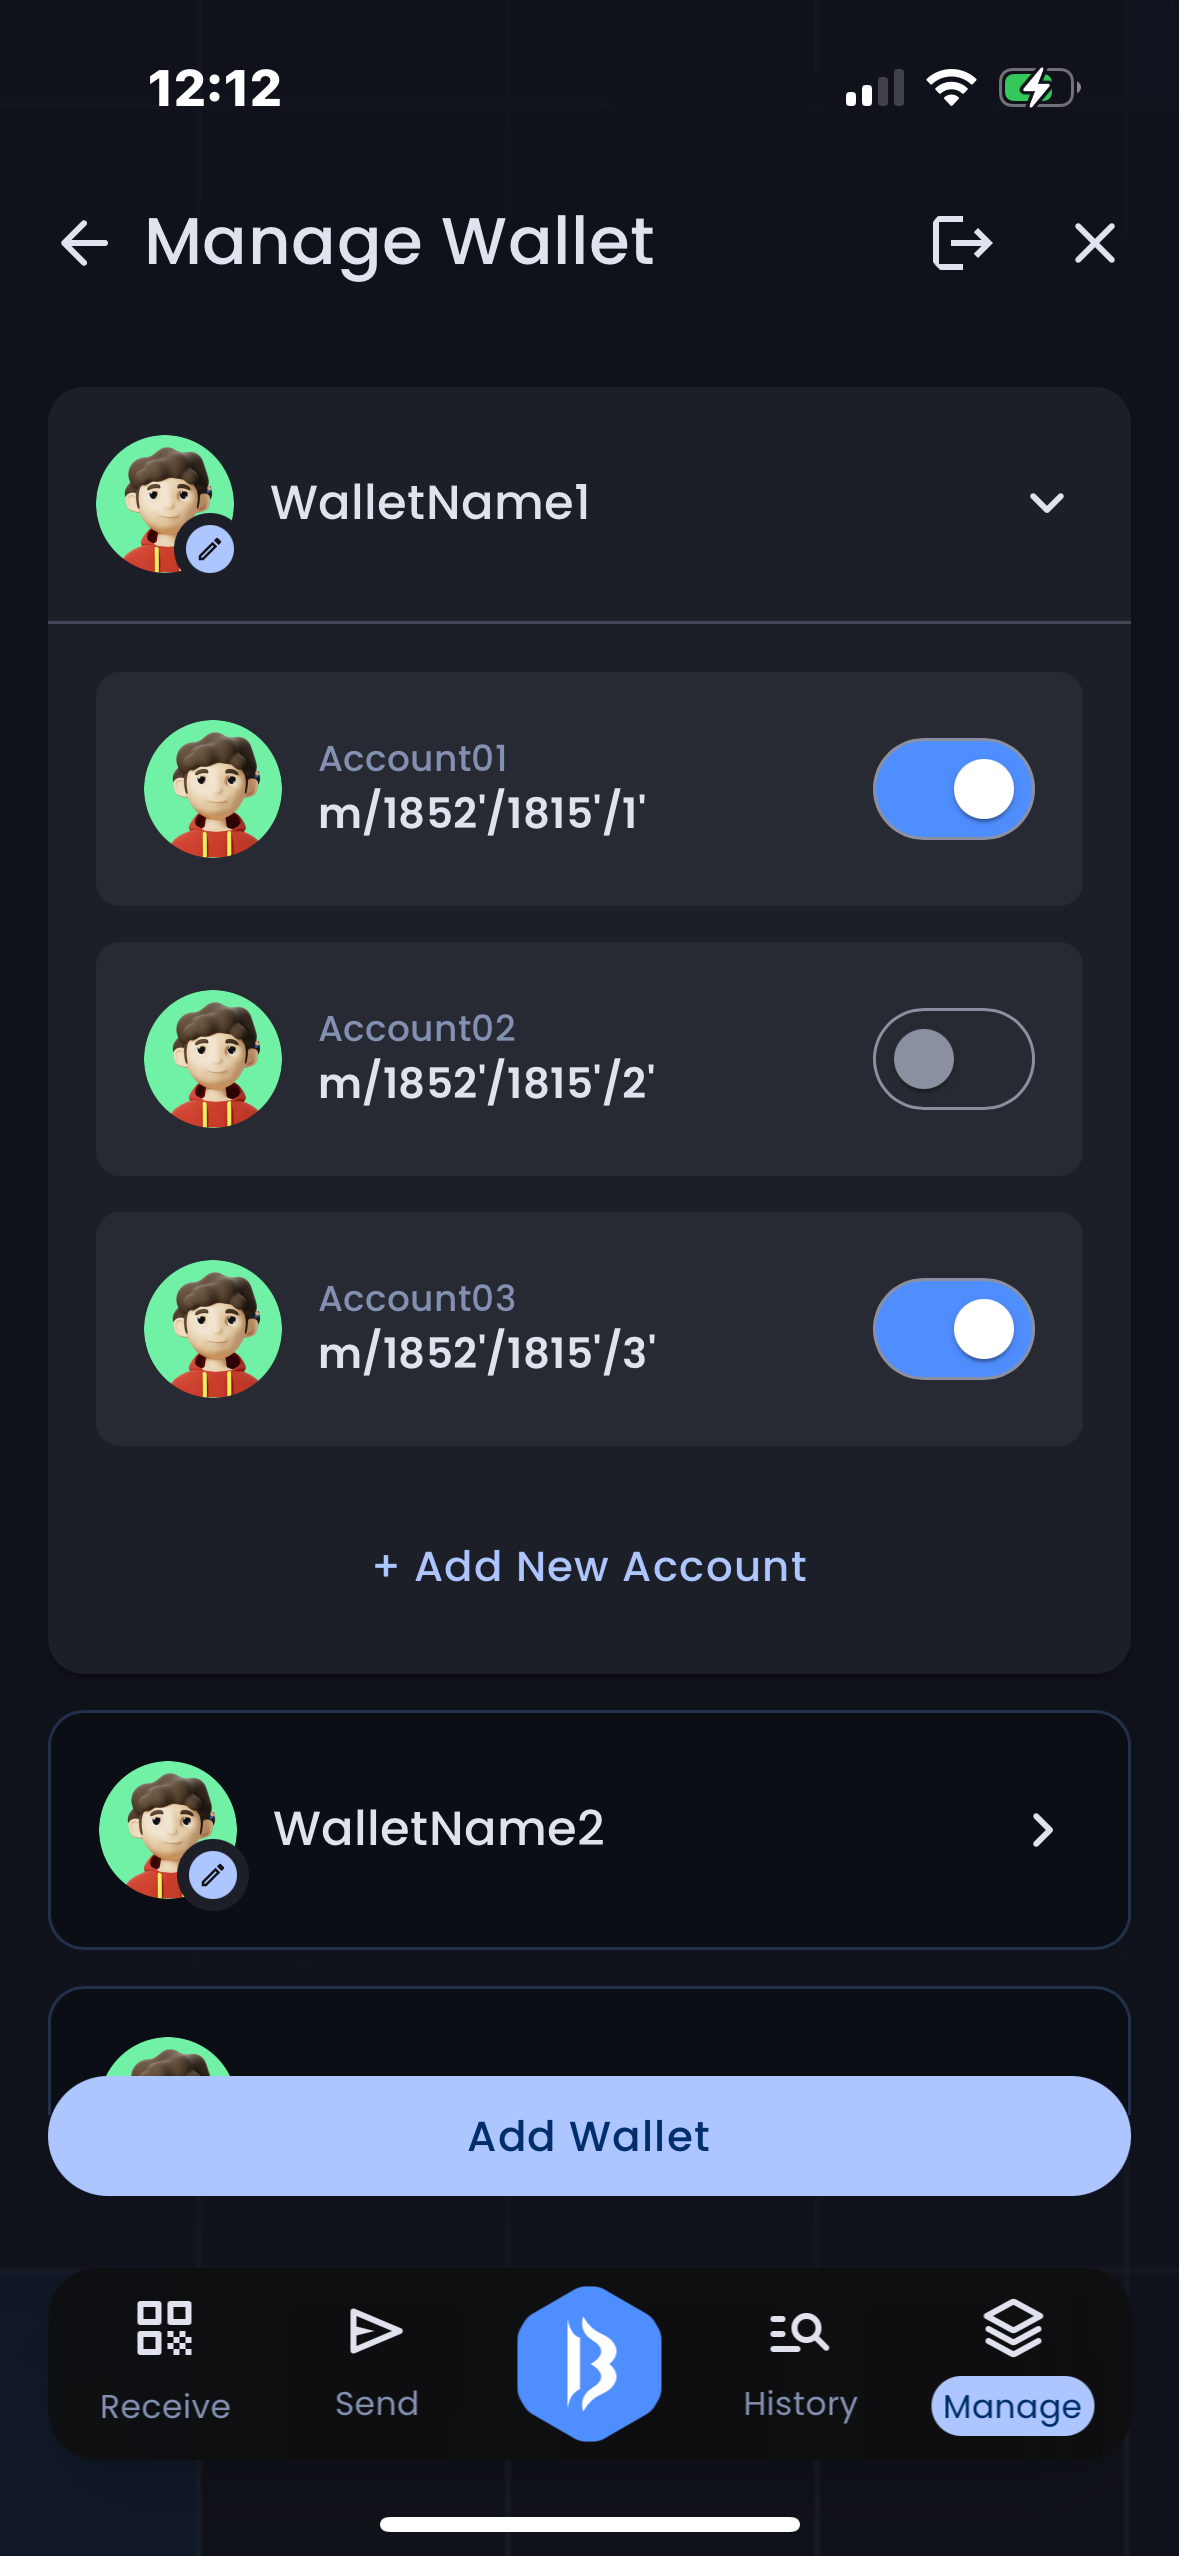 12:12
Manage Wallet
WalletName1
Account01
m/1852'/1815'/1'
Account02
m/1852'/1815'/2'
Account03
m/1852'/1815'/3'
+ Add New Account
WalletName2
Add Wallet
Receive
Send
History
Manage